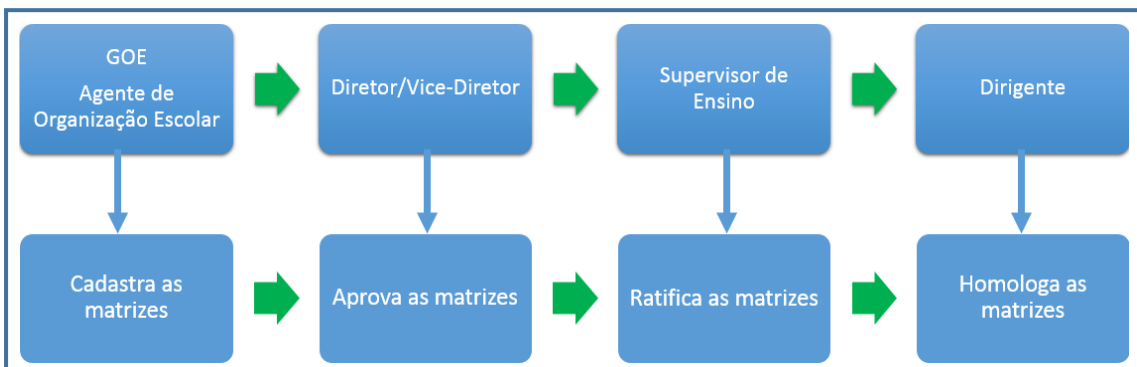 GOE
Agente de
Organização Escolar
Diretor/Vice-Diretor
Supervisor de
Ensino
Dirigente
Cadastra as
matrizes
Aprova as matrizes
Ratifica as matrizes
Homologa as
matrizes